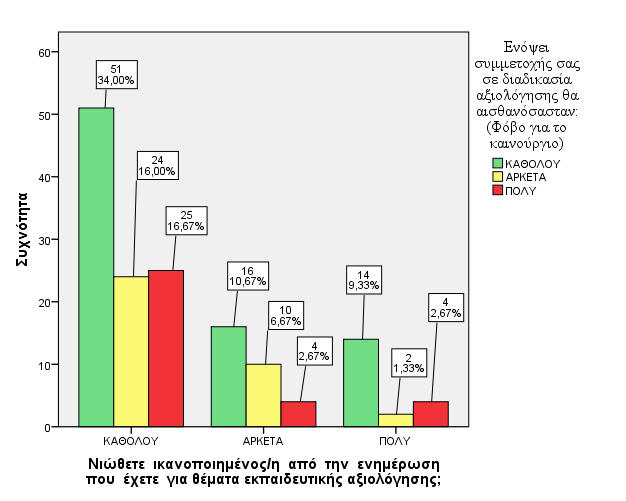 Ενόψει
συμμετοχής σας
σε διαδικασία
αξιολόγησης θα
αισθανόσασταν:
(Φόβο για το
καινούργιο)
ΚΑΘΟΛΟΥ
ΑΡΚΕΤΑ
ΠΟΛΥ
Συχνότητα
60
50
40
30
20
10
0
51
34,00%
24
16,00%
25
16,67%
16
10,67%
10
6,67%
4
2,67%
14
9,33%
2
1,33%
4
2,67%
ΚΑΘΟΛΟΥ
ΑΡΚΕΤΑ
ΠΟΛΥ
Νιώθετε ικανοποιημένος/η από την ενημέρωση
που έχετε για θέματα εκπαιδευτικής αξιολόγησης;